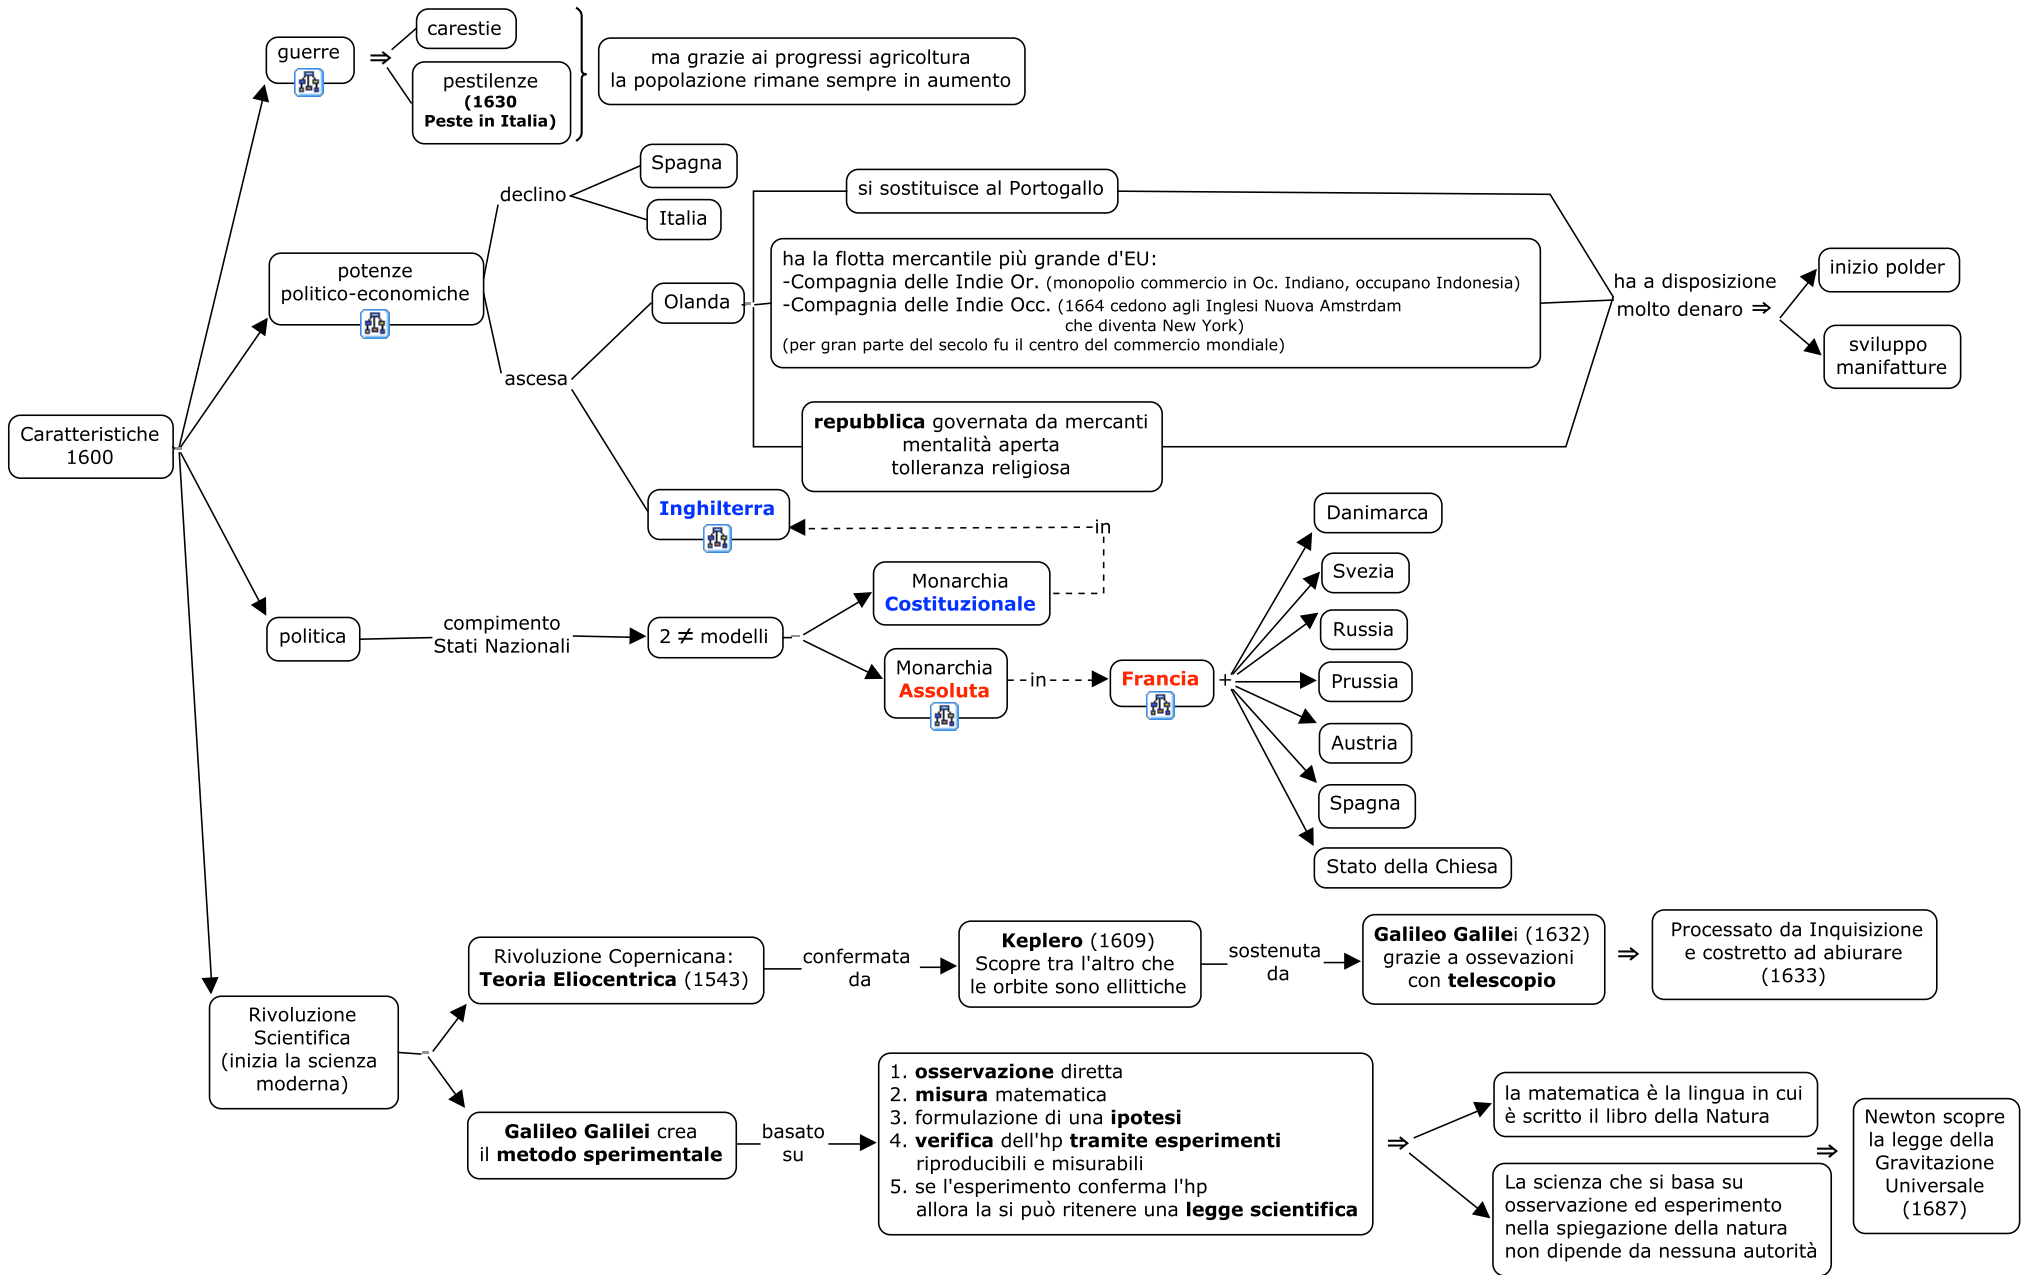 Caratteristiche
1600
guerre
⇒
carestie
pestilenze
(1630
Peste in Italia)
ma grazie ai progressi agricoltura
la popolazione rimane sempre in aumento
potenze
politico-economiche
declino
Spagna
Italia
ascesa
Olanda
si sostituisce al Portogallo
ha la flotta mercantile più grande d'EU:
-Compagnia delle Indie Or. (monopolio commercio in Oc. Indiano, occupano Indonesia)
-Compagnia delle Indie Occ. (1664 cedono agli Inglesi Nuova Amstrdam
che diventa New York)
(per gran parte del secolo fu il centro del commercio mondiale)
repubblica governata da mercanti
mentalità aperta
tolleranza religiosa
ha a disposizione
molto denaro ⇒
inizio polder
sviluppo
manifatture
Inghilterra
politica
compimento
Stati Nazionali
2 ≠ modelli
Monarchia
Costituzionale
in
Monarchia
Assoluta
in
Francia
+
Danimarca
Svezia
Russia
Prussia
Austria
Spagna
Stato della Chiesa
Rivoluzione
Scientifica
(inizia la scienza
moderna)
Rivoluzione Copernicana:
Teoria Eliocentrica (1543)
confermata
da
Keplero (1609)
Scopre tra l'altro che
le orbite sono ellittiche
sostenuta
da
Galileo Galilei (1632)
grazie a ossevazioni
con telescopio
⇒
Processato da Inquisizione
e costretto ad abiurare
(1633)
Galileo Galilei crea
il metodo sperimentale
basato
su
1. osservazione diretta
2. misura matematica
3. formulazione di una ipotesi
4. verifica dell'hp tramite esperimenti
riproducibili e misurabili
5. se l'esperimento conferma l'hp
allora la si può ritenere una legge scientifica
⇒
la matematica è la lingua in cui
è scritto il libro della Natura
La scienza che si basa su
osservazione ed esperimento
nella spiegazione della natura
non dipende da nessuna autorità
⇒
Newton scopre
la legge della
Gravitazione
Universale
(1687)